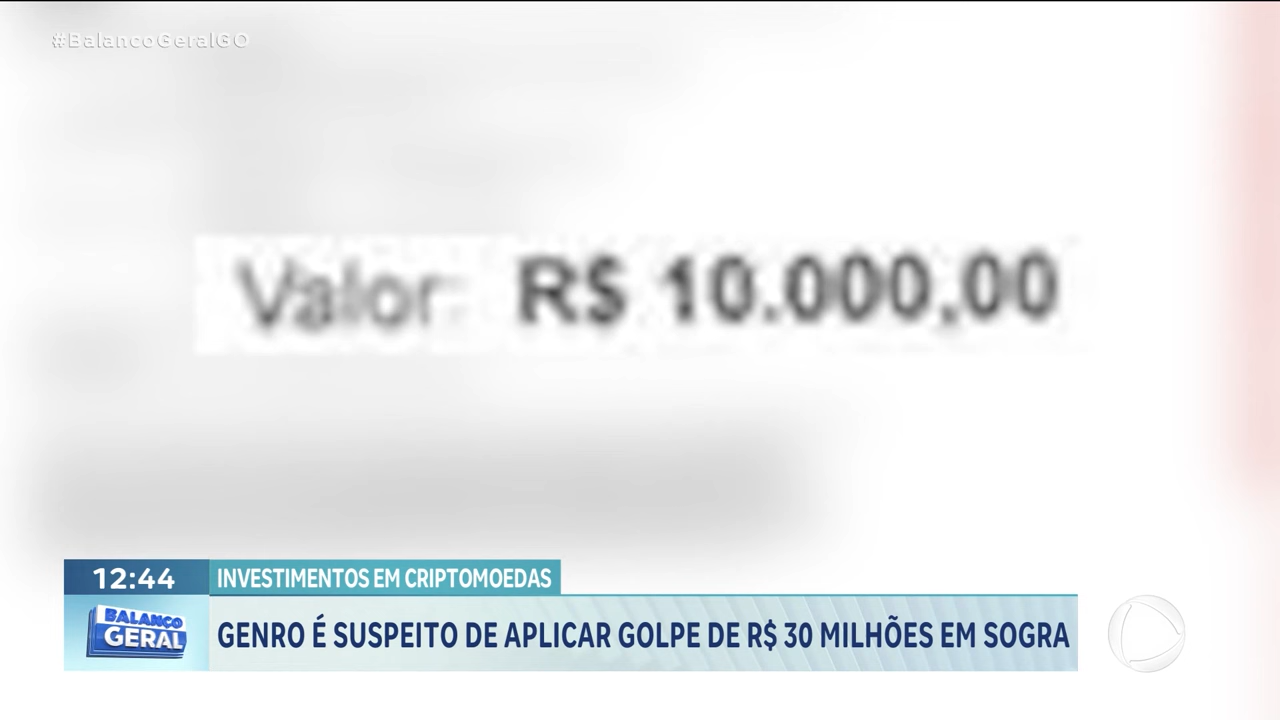 #BalancoGeralGO
Valor: R$ 10.000,00
12:44
INVESTIMENTOS EM CRIPTOMOEDAS
BALANÇO
GERAL
GENRO É SUSPEITO DE APLICAR GOLPE DE R$ 30 MILHÕES EM SOGRA